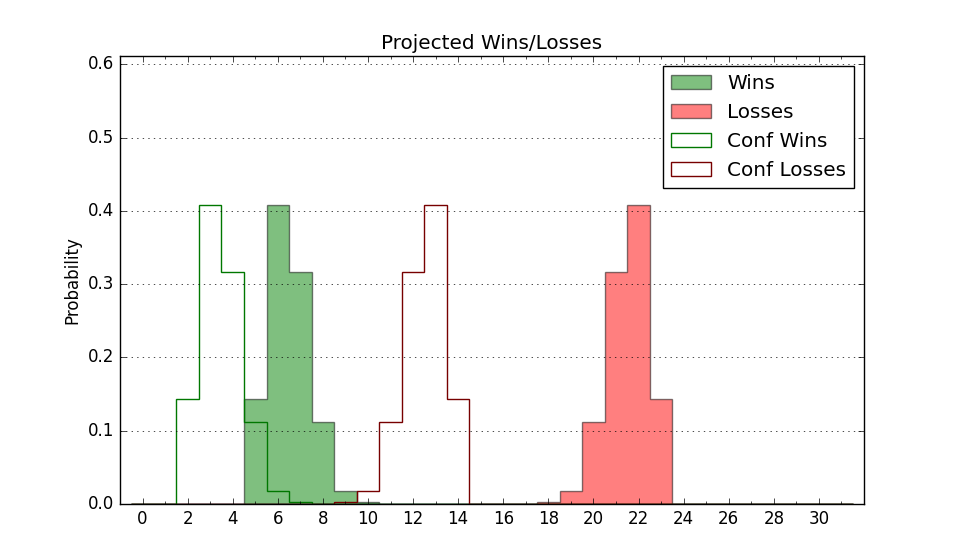 Projected Wins/Losses
0.6
0.5
0.4
0.3
0.2
0.1
0.0
Probability
Wins
Losses
Conf Wins
Conf Losses
0 2 4 6 8 10 12 14 16 18 20 22 24 26 28 30